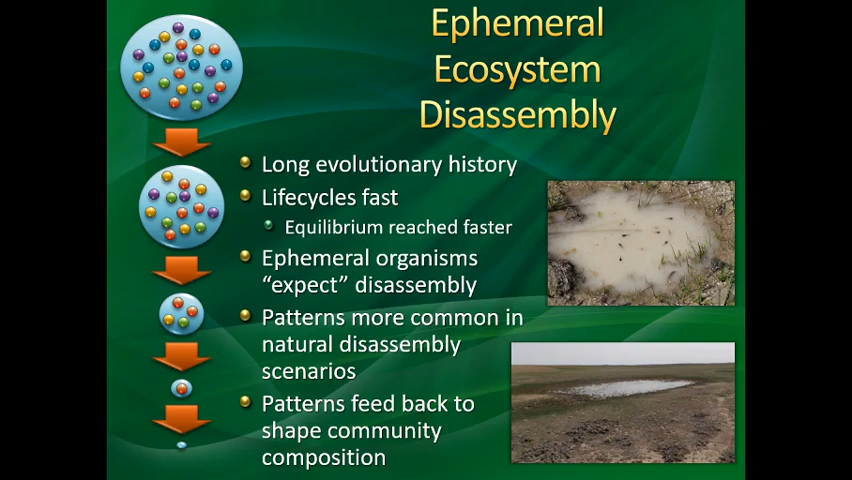 Ephemeral
Ecosystem
Disassembly
Long evolutionary history
Lifecycles fast
Equilibrium reached faster
Ephemeral organisms
“expect” disassembly
Patterns more common in
natural disassembly
scenarios
Patterns feed back to
shape community
composition